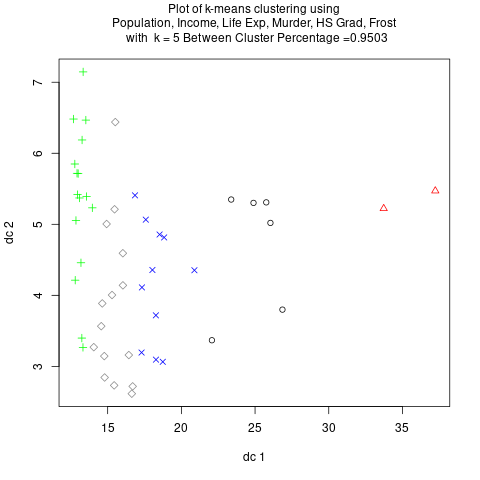 Plot of k-means clustering using
Population, Income, Life Exp, Murder, HS Grad, Frost
with  k = 5 Between Cluster Percentage =0.9503
7
6
5
4
3
dc 2
15 20 25 30 35
dc 1